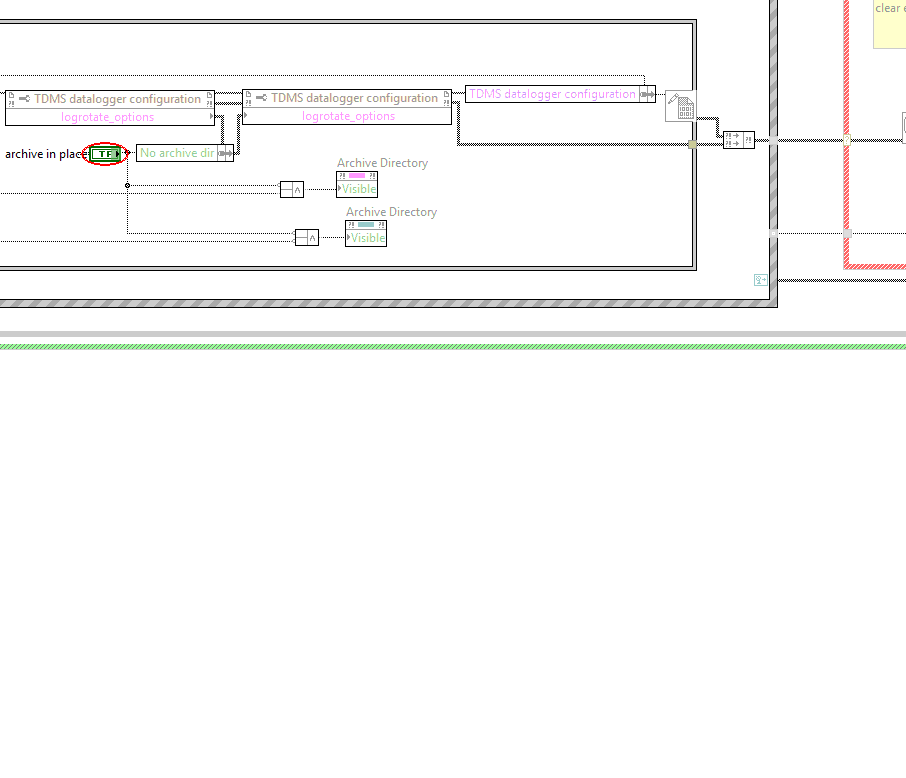 clear e
TDMS datalogger configuration
logrotate_options
TDMS datalogger configuration
logrotate_options
TDMS datalogger configuration
archive in place
TF
No archive dir
Archive Directory
Visible
Archive Directory
Visible